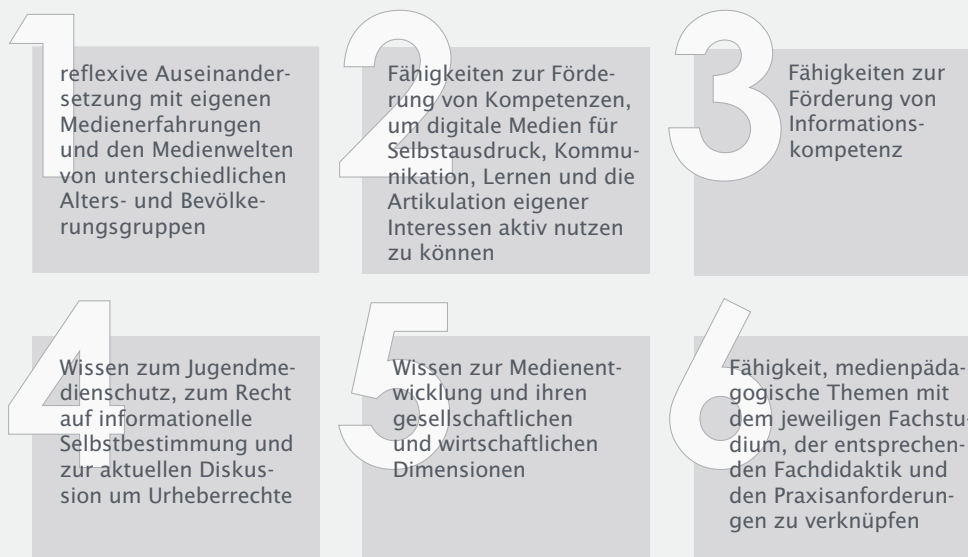 1
reflexive Auseinander-
setzung mit eigenen
Medienerfahrungen
und den Medienwelten
von unterschiedlichen
Alters- und Bevölke-
rungsgruppen
2
Fähigkeiten zur Förde-
rung von Kompetenzen,
um digitale Medien für
Selbstausdruck, Kommu-
nikation, Lernen und die
Artikulation eigener
Interessen aktiv nutzen
zu können
3
Fähigkeiten zur
Förderung von
Informations-
kompetenz
4
Wissen zum Jugendme-
dienschutz, zum Recht
auf informationelle
Selbstbestimmung und
zur aktuellen Diskus-
sion um Urheberrechte
5
Wissen zur Medienent-
wicklung und ihren
gesellschaftlichen
und wirtschaftlichen
Dimensionen
6
Fähigkeit, medienpäda-
gogische Themen mit
dem jeweiligen Fachstu-
dium, der entsprechen-
den Fachdidaktik und
den Praxisanforderun-
gen zu verknüpfen